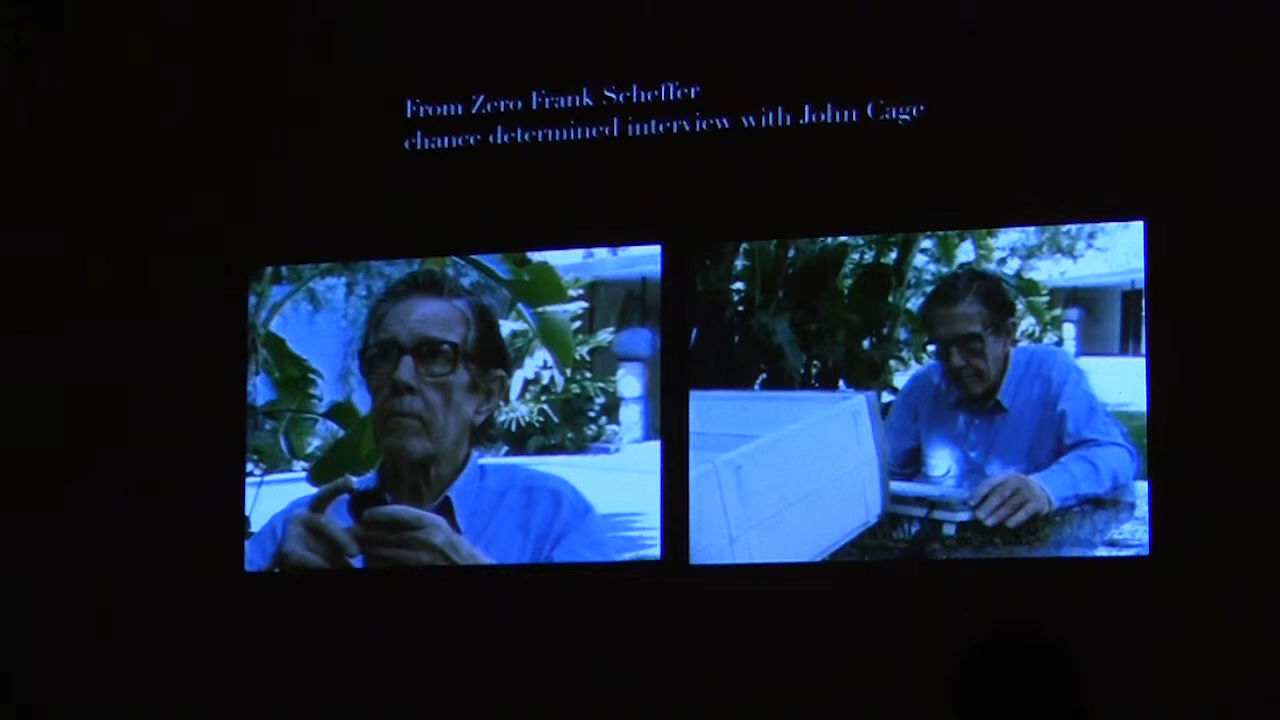 From Zero Frank Scheffer
chance determined interview with John Cage